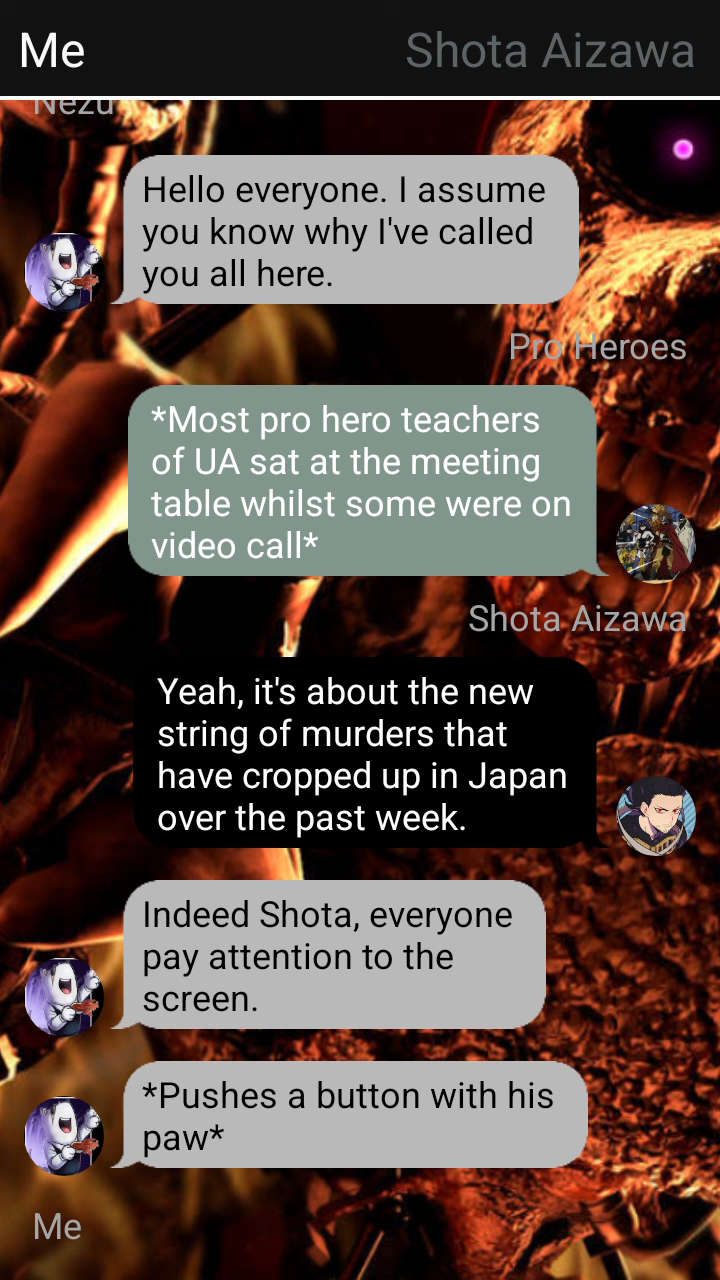 Me
Shota Aizawa
Nezu
Hello everyone. I assume
you know why I've called
you all here.
Pro Heroes
*Most pro hero teachers
of UA sat at the meeting
table whilst some were on
video call*
Shota Aizawa
Yeah, it's about the new
string of murders that
have cropped up in Japan
over the past week.
Indeed Shota, everyone
pay attention to the
screen.
*Pushes a button with his
paw*
Me